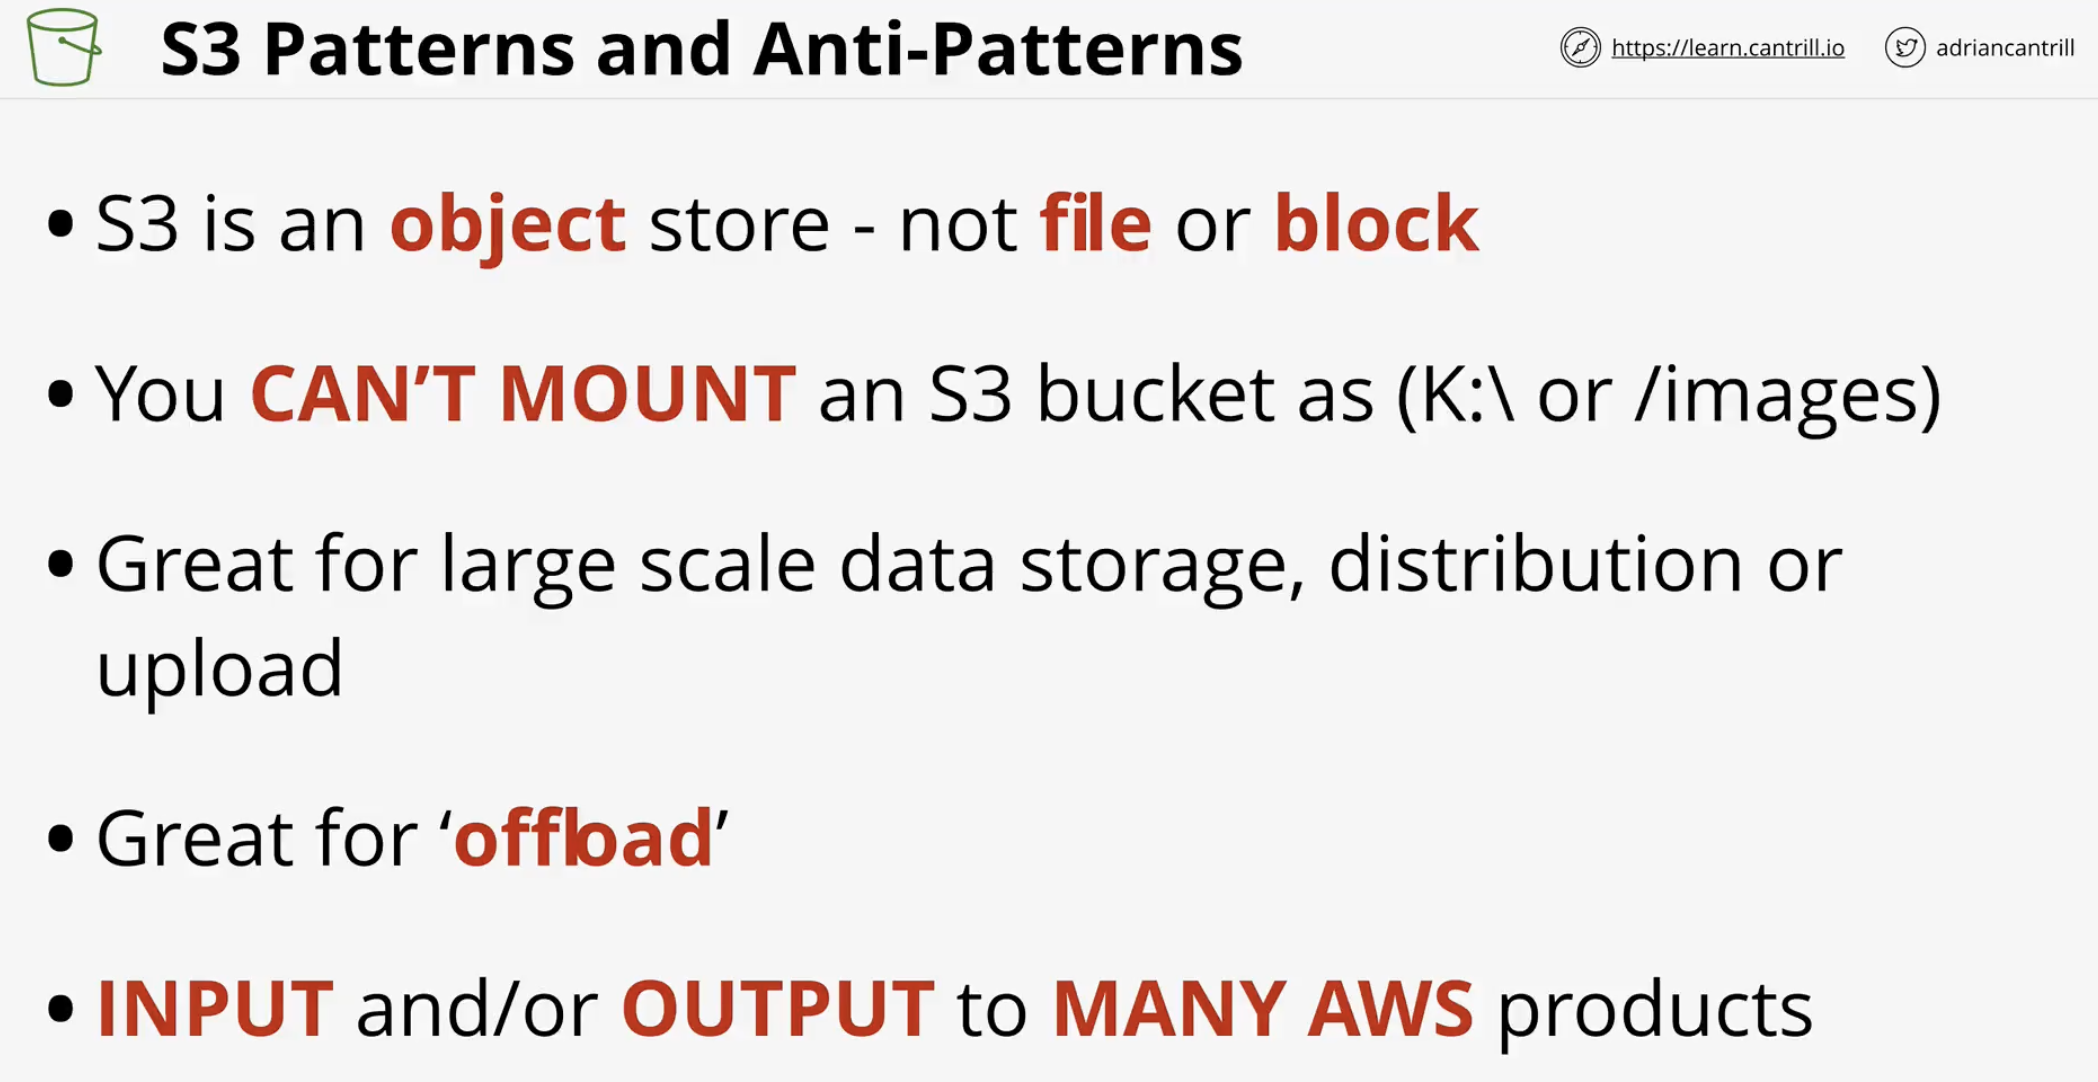 S3 Patterns and Anti-Patterns
https://learn.cantrill.io
adriancantrill
• S3 is an object store - not file or block
• You CAN’T MOUNT an S3 bucket as (K:\ or /images)
• Great for large scale data storage, distribution or
upload
• Great for ‘offload’
• INPUT and/or OUTPUT to MANY AWS products